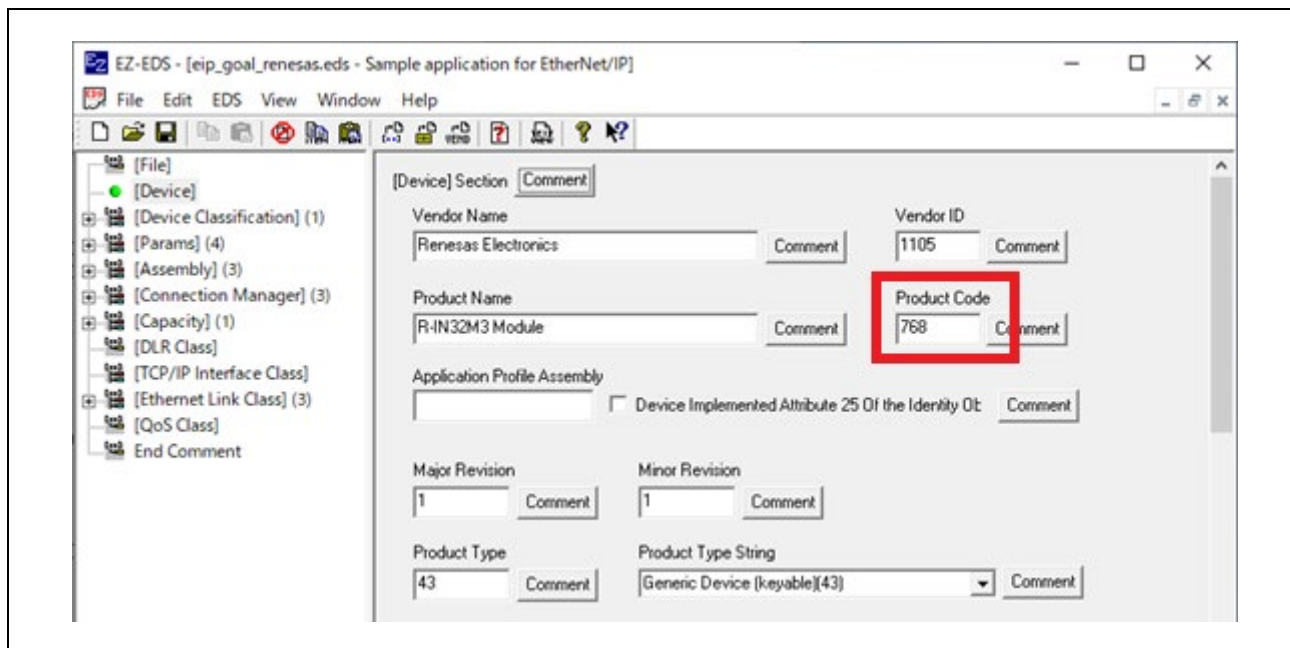 EZ-EDS - [eip_goal_renesas.eds - Sample application for EtherNet/IP]
File Edit EDS View Window Help
[File]
[Device]
[Device Classification] (1)
[Params] (4)
[Assembly] (3)
[Connection Manager] (3)
[Capacity] (1)
[DLR Class]
[TCP/IP Interface Class]
[Ethernet Link Class] (3)
[QoS Class]
End Comment
[Device] Section Comment
Vendor Name Vendor ID
Renesas Electronics Comment 1105 Comment
Product Name Product Code
R-IN32M3 Module Comment 768 Comment
Application Profile Assembly
Device Implemented Attribute 25 Of the Identity Comment
Major Revision Minor Revision
1 Comment 1 Comment
Product Type Product Type String
43 Comment Generic Device (keyable)(43) Comment